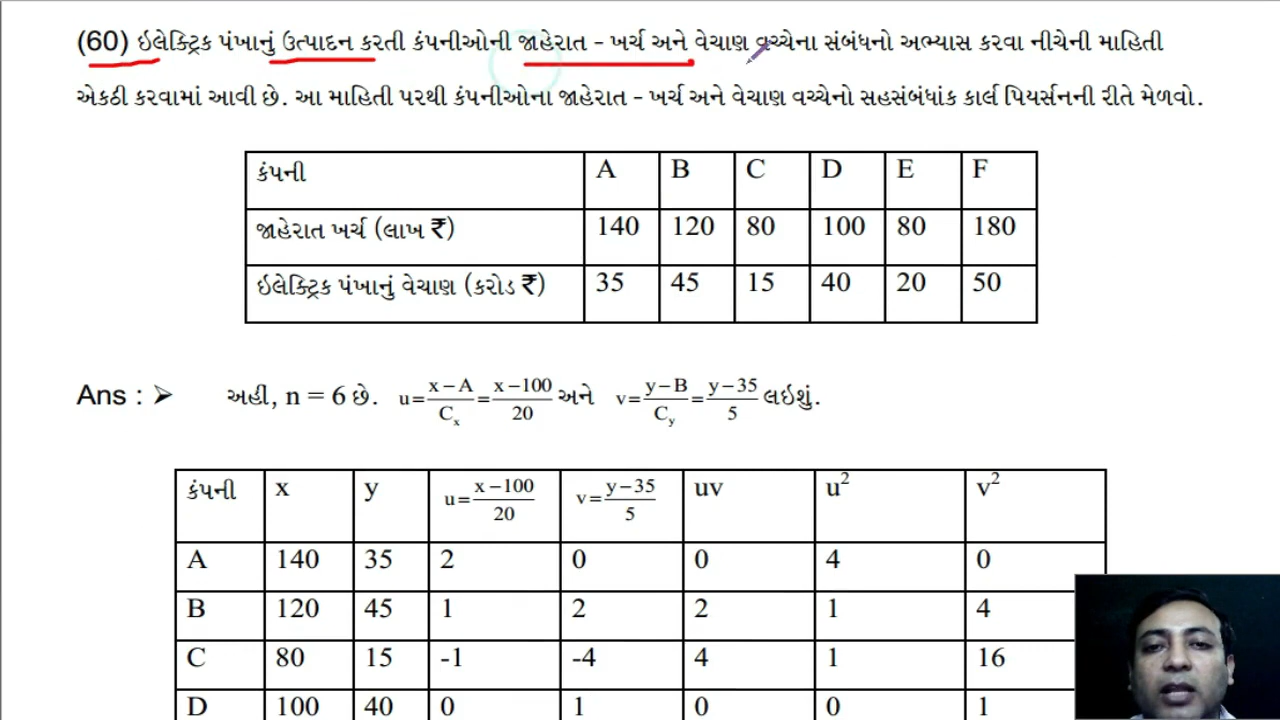 (60) ઇલેક્ટ્રિક પંખાનું ઉત્પાદન કરતી કંપનીઓની જાહેરાત – ખર્ચ અને વેચાણ વચ્ચેના સંબંધનો અભ્યાસ કરવા નીચેની માહિતી
એકઠી કરવામાં આવી છે. આ માહિતી પરથી કંપનીઓના જાહેરાત – ખર્ચ અને વેચાણ વચ્ચેનો સહસંબંધાંક કાર્લ પિયર્સનની રીતે મેળવો.
કંપની A B C D E F
જાહેરાત ખર્ચ (લાખ ₹) 140 120 80 100 80 180
ઇલેક્ટ્રિક પંખાનું વેચાણ (કરોડ ₹) 35 45 15 40 20 50
Ans : ➢ અહીં, n = 6 છે. u = (x – A)/Cx = (x – 100)/20 અને v = (y – B)/Cy = (y – 35)/5 લઇશું.
કંપની x y u = (x – 100)/20 v = (y – 35)/5 uv u² v²
A 140 35 2 0 0 4 0
B 120 45 1 2 2 1 4
C 80 15 -1 -4 4 1 16
D 100 40 0 1 0 0 1